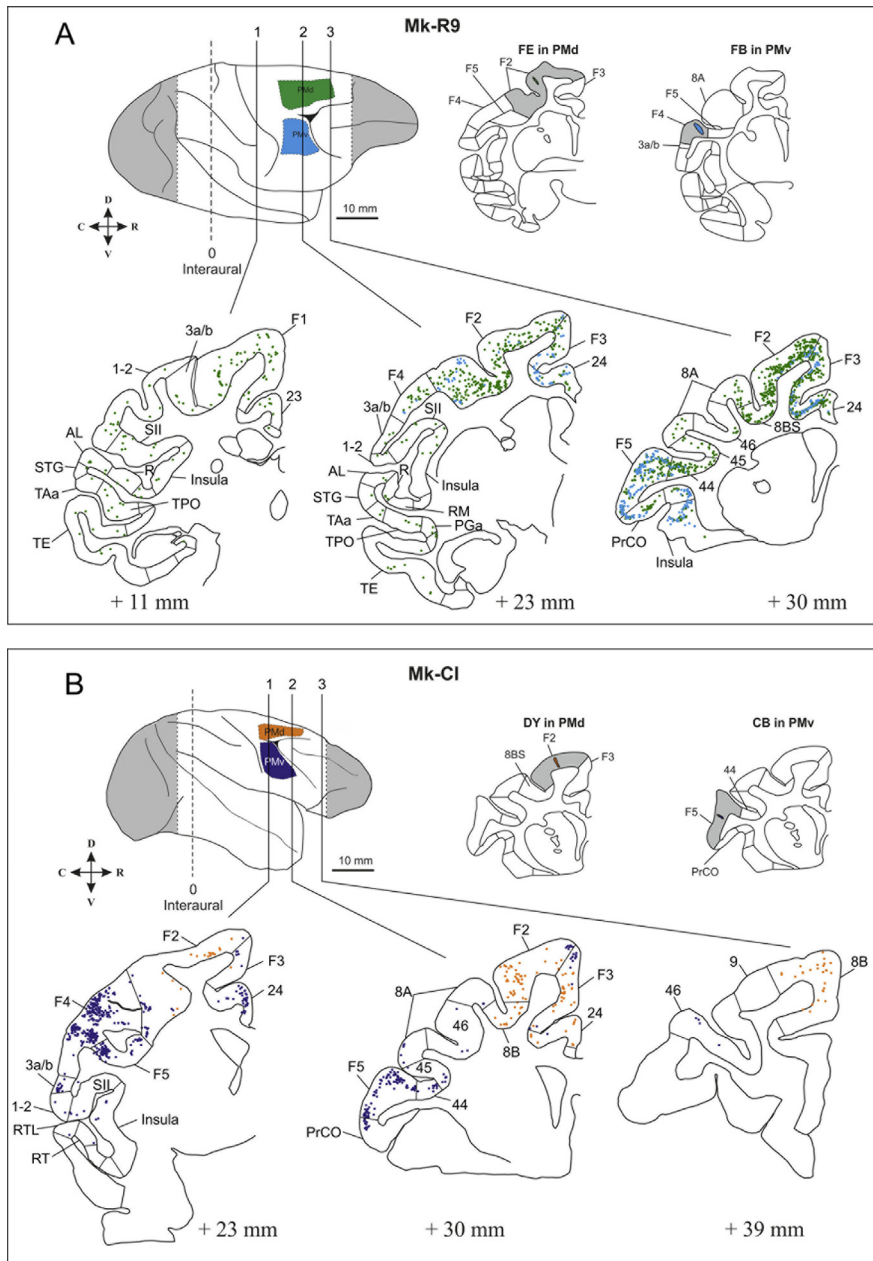 A
Mk-R9
1 2 3
FE in PMd
FB in PMv
F2
F5
F4
F3
8A
F5
F4
3a/b
PMd
PMv
D
C R
V
0
Interaural
10 mm
3a/b
F1
1-2
SII
23
AL
STG
R
Insula
TAa
TPO
TE
+ 11 mm
F2
F3
F4
SII
24
3a/b
1-2
AL
R
Insula
STG
RM
TAa
PGa
TPO
TE
+ 23 mm
F2
F3
8A
24
8BS
46
F5
45
44
PrCO
Insula
+ 30 mm
B
Mk-CI
1 2 3
DY in PMd
CB in PMv
F2
8BS
F3
44
F5
PrCO
PMd
PMv
D
C R
V
0
Interaural
10 mm
F2
F3
F4
24
F5
3a/b
SII
1-2
Insula
RTL
RT
+ 23 mm
F2
8A
F3
46
24
8B
45
F5
44
PrCO
+ 30 mm
9
8B
46
+ 39 mm